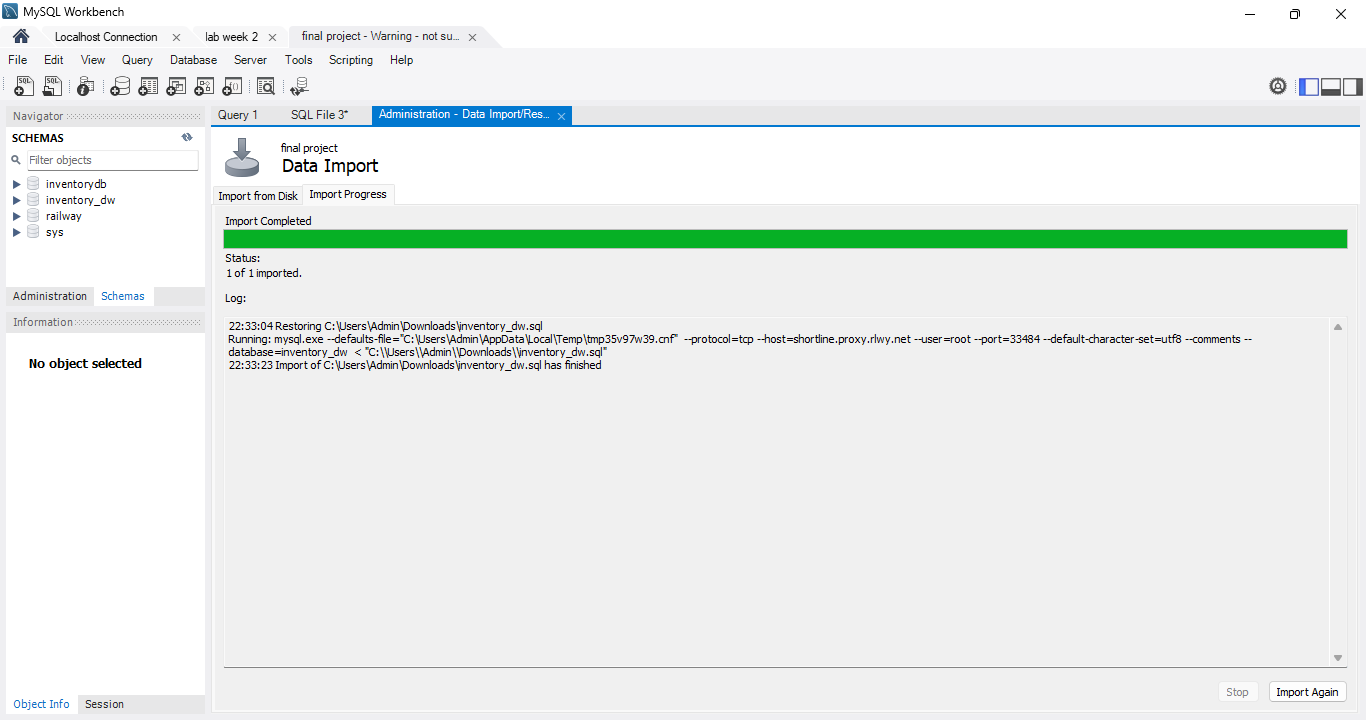 MySQL Workbench
Localhost Connection
lab week 2
final project - Warning - not su...
File Edit View Query Database Server Tools Scripting Help
Navigator
SCHEMAS
Filter objects
inventorydb
inventory_dw
railway
sys
Administration Schemas
Information
No object selected
Object Info Session
Query 1
SQL File 3*
Administration - Data Import/Res...
final project
Data Import
Import from Disk Import Progress
Import Completed
Status:
1 of 1 imported.
Log:
22:33:04 Restoring C:\Users\Admin\Downloads\inventory_dw.sql
Running: mysql.exe --defaults-file="C:\Users\Admin\AppData\Local\Temp\tmp35v97w39.cnf" --protocol=tcp --host=shortline.proxy.rlwy.net --user=root --port=33484 --default-character-set=utf8 --comments --
database=inventory_dw < "C:\\Users\\Admin\\Downloads\\inventory_dw.sql"
22:33:23 Import of C:\Users\Admin\Downloads\inventory_dw.sql has finished
Stop Import Again